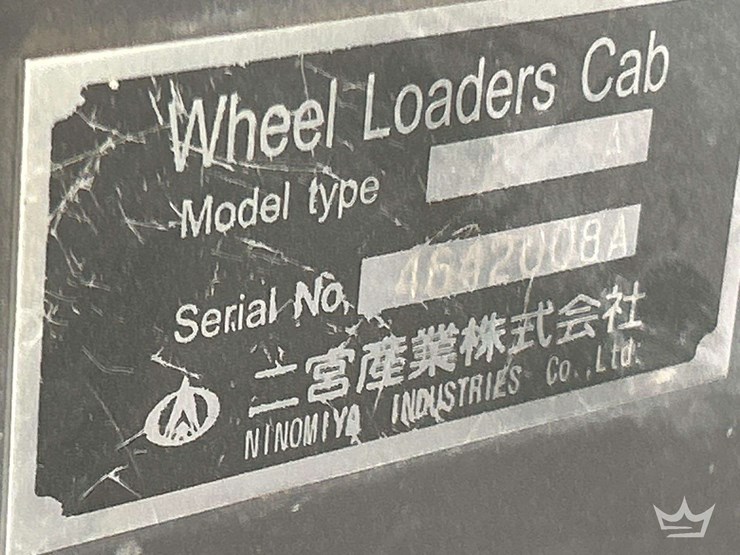 Wheel Loaders Cab
Model type A
Serial No. 4642008A
二宮産業株式会社
NINOMIYA INDUSTRIES Co.,Ltd.